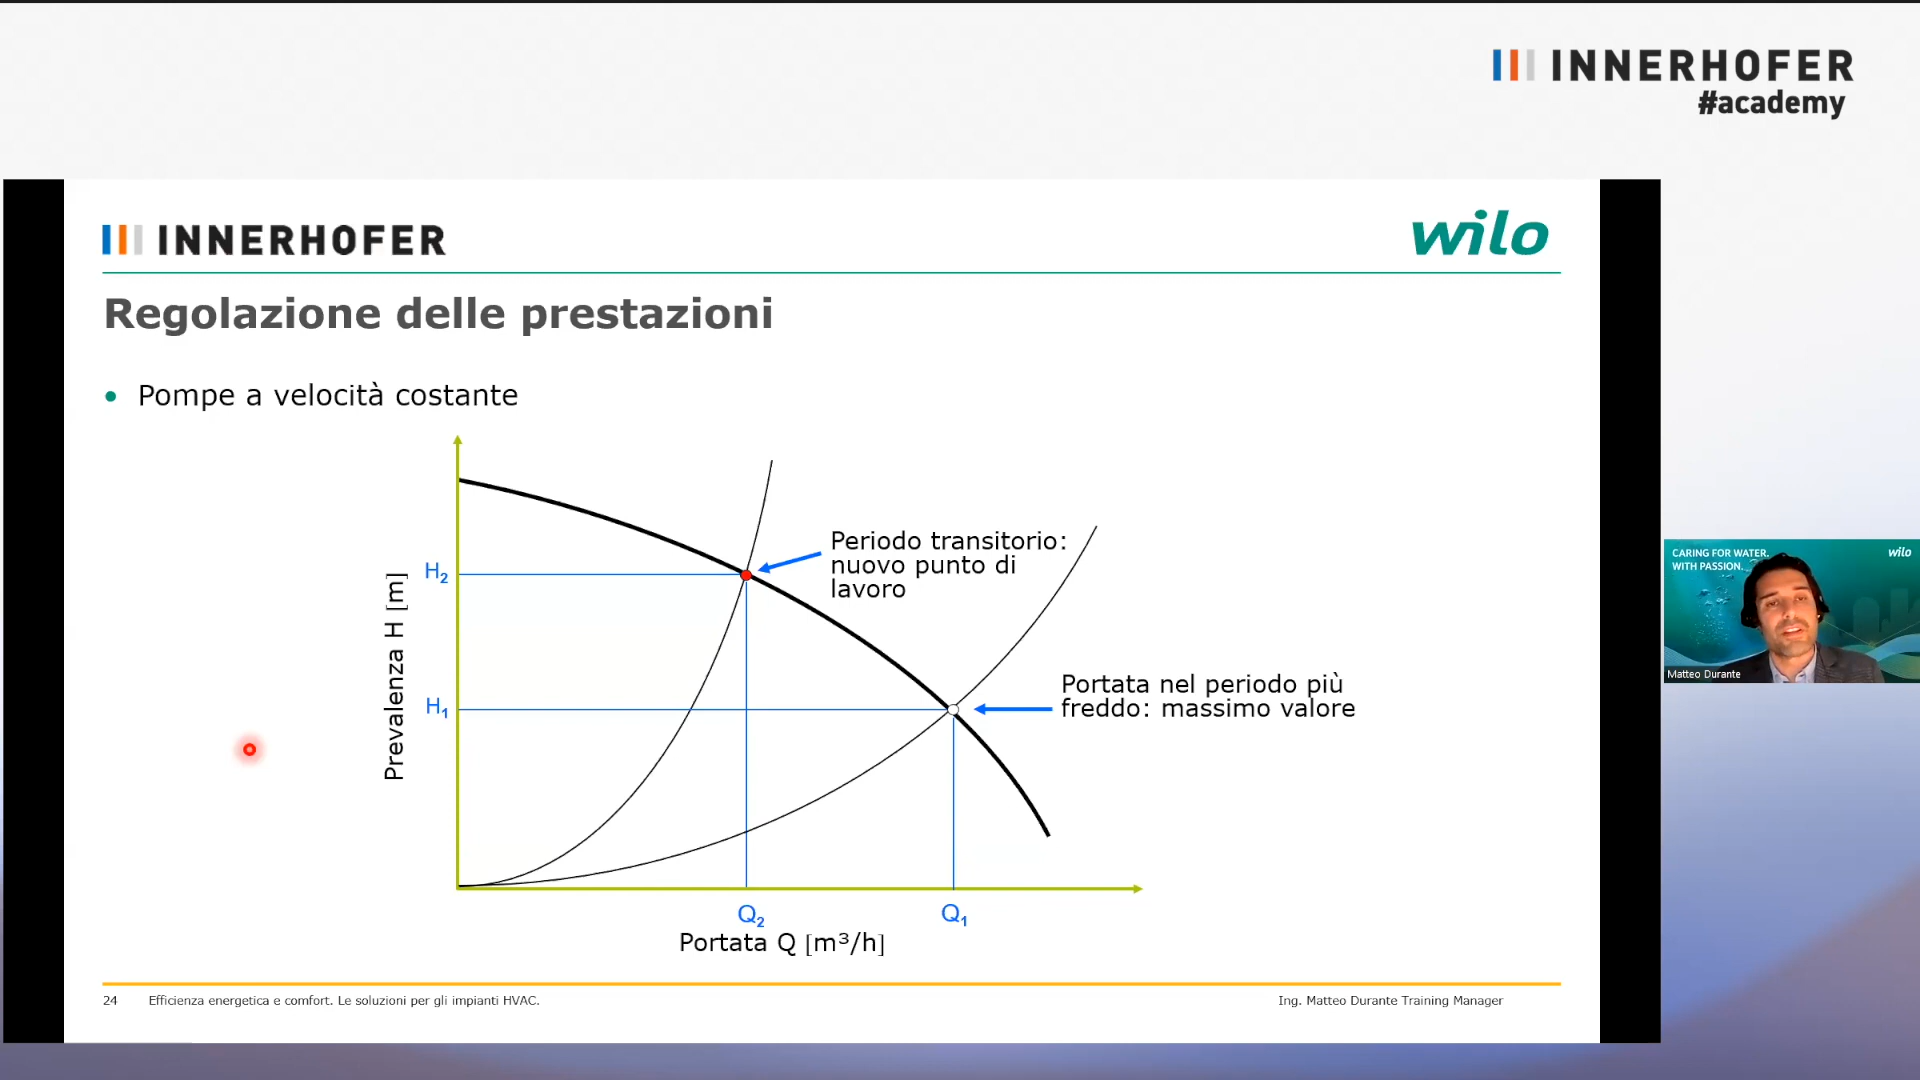 INNERHOFER
#academy
INNERHOFER
wilo
Regolazione delle prestazioni
• Pompe a velocità costante
Periodo transitorio:
nuovo punto di
lavoro
H2
Portata nel periodo più
freddo: massimo valore
H1
Prevalenza H [m]
Q2
Q1
Portata Q [m³/h]
24
Efficienza energetica e comfort. Le soluzioni per gli impianti HVAC.
Ing. Matteo Durante Training Manager
CARING FOR WATER.
WITH PASSION.
wilo
Matteo Durante